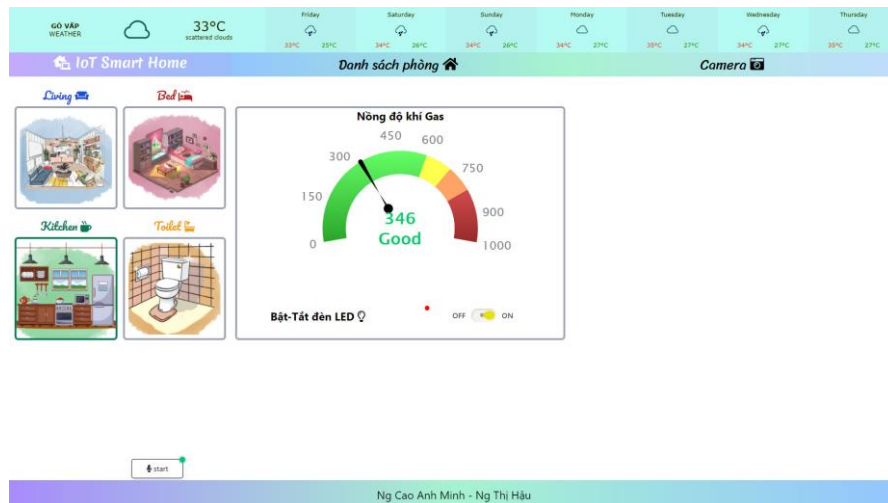 GÒ VẤP
WEATHER
33°C
scattered clouds
Friday
33°C 25°C
Saturday
34°C 26°C
Sunday
34°C 26°C
Monday
34°C 27°C
Tuesday
35°C 27°C
Wednesday
34°C 27°C
Thursday
35°C 27°C
IoT Smart Home
Danh sách phòng
Camera
Living
Bed
Kitchen
Toilet
Nồng độ khí Gas
0
150
300
450
600
750
900
1000
346
Good
Bật-Tắt đèn LED
OFF ON
start
Ng Cao Anh Minh - Ng Thị Hậu